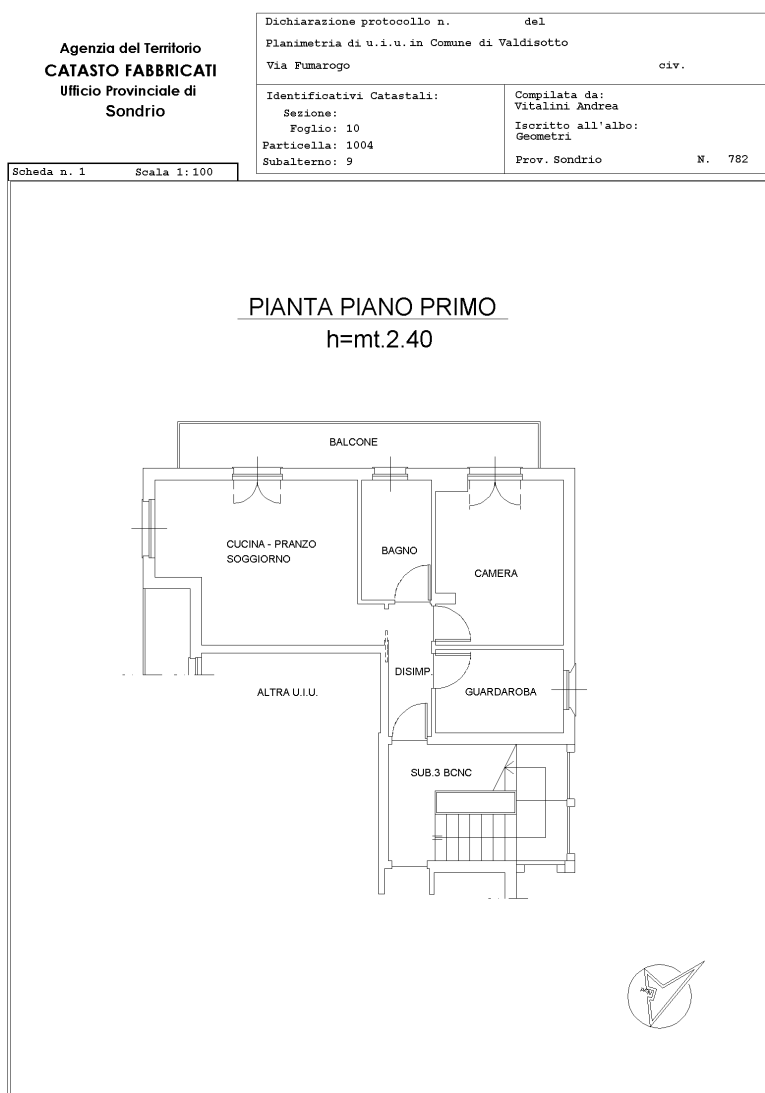 Agenzia del Territorio
CATASTO FABBRICATI
Ufficio Provinciale di
Sondrio
Dichiarazione protocollo n. del
Planimetria di u.i.u. in Comune di Valdisotto
Via Fumarogo civ.
Identificativi Catastali:
Sezione:
Foglio: 10
Particella: 1004
Subalterno: 9
Compilata da:
Vitalini Andrea
Iscritto all'albo:
Geometri
Prov. Sondrio N. 782
Scheda n. 1 Scala 1:100
PIANTA PIANO PRIMO
h=mt.2.40
BALCONE
CUCINA - PRANZO
SOGGIORNO
BAGNO
CAMERA
DISIMP.
GUARDAROBA
ALTRA U.I.U.
SUB.3 BCNC